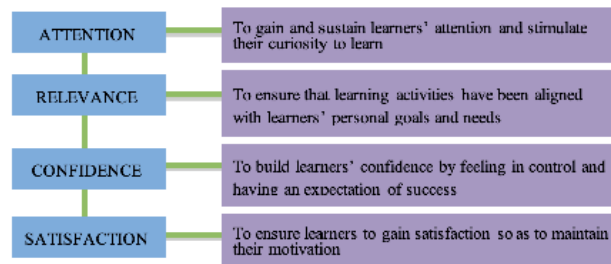 ATTENTION
To gain and sustain learners' attention and stimulate
their curiosity to learn
RELEVANCE
To ensure that learning activities have been aligned
with learners' personal goals and needs
CONFIDENCE
To build learners' confidence by feeling in control and
having an expectation of success
SATISFACTION
To ensure learners to gain satisfaction so as to maintain
their motivation